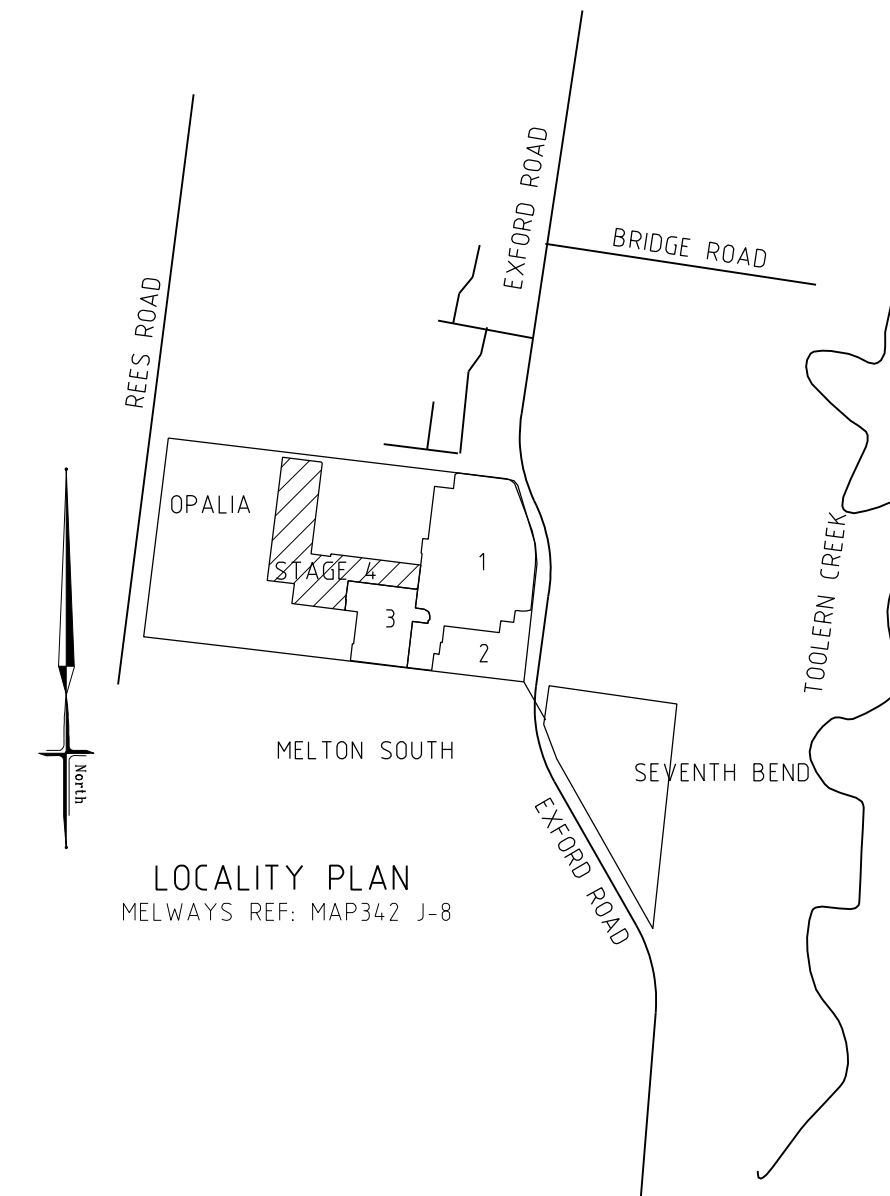 EXFORD ROAD
BRIDGE ROAD
REES ROAD
OPALIA
1
STAGE 4
3
2
TOOLERN CREEK
MELTON SOUTH
SEVENTH BEND
North
EXFORD ROAD
LOCALITY PLAN
MELWAYS REF: MAP342 J-8